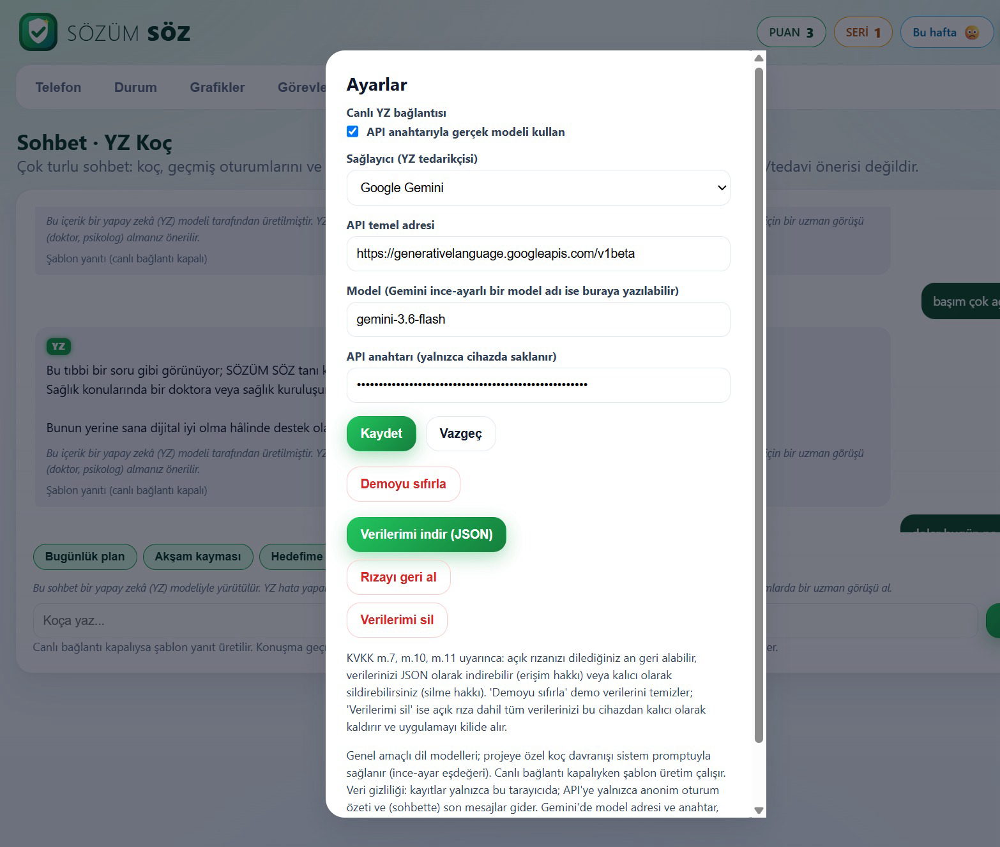 SÖZÜM SÖZ
PUAN 3
SERİ 1
Bu hafta
Telefon
Durum
Grafikler
Sohbet · YZ Koç
Çok turlu sohbet: koç, geçmiş oturumlarını ve
/tedavi önerisi değildir.
Bu içerik bir yapay zekâ (YZ) modeli tarafından üretilmiştir.
için bir uzman görüşü
(doktor, psikolog) almanız önerilir.
Şablon yanıtı (canlı bağlantı kapalı)
başım çok
YZ
Bu tıbbi bir soru gibi görünüyor; SÖZÜM SÖZ tanı
Sağlık konularında bir doktora veya sağlık
Bunun yerine sana dijital iyi olma hâlinde destek
Bu içerik bir yapay zekâ (YZ) modeli tarafından üretilmiştir.
için bir uzman görüşü
(doktor, psikolog) almanız önerilir.
Şablon yanıtı (canlı bağlantı kapalı)
Bugünlük plan
Akşam kayması
Hedefime
Bu sohbet bir yapay zekâ (YZ) modeliyle yürütülür. YZ hata
bir uzman görüşü al.
Koça yaz...
Canlı bağlantı kapalıysa şablon yanıt üretilir. Konuşma
Ayarlar
Canlı YZ bağlantısı
API anahtarıyla gerçek modeli kullan
Sağlayıcı (YZ tedarikçisi)
Google Gemini
API temel adresi
https://generativelanguage.googleapis.com/v1beta
Model (Gemini ince-ayarlı bir model adı ise buraya yazılabilir)
gemini-3.6-flash
API anahtarı (yalnızca cihazda saklanır)
Kaydet
Vazgeç
Demoyu sıfırla
Verilerimi indir (JSON)
Rızayı geri al
Verilerimi sil
KVKK m.7, m.10, m.11 uyarınca: açık rızanızı dilediğiniz an geri alabilir,
verilerinizi JSON olarak indirebilir (erişim hakkı) veya kalıcı olarak
sildirebilirsiniz (silme hakkı). 'Demoyu sıfırla' demo verilerini temizler;
'Verilerimi sil' ise açık rıza dahil tüm verilerinizi bu cihazdan kalıcı olarak
kaldırır ve uygulamayı kilide alır.
Genel amaçlı dil modelleri; projeye özel koç davranışı sistem promptuyla
sağlanır (ince-ayar eşdeğeri). Canlı bağlantı kapalıyken şablon üretim çalışır.
Veri gizliliği: kayıtlar yalnızca bu tarayıcıda; API'ye yalnızca anonim oturum
özeti ve (sohbette) son mesajlar gider. Gemini'de model adresi ve anahtar,